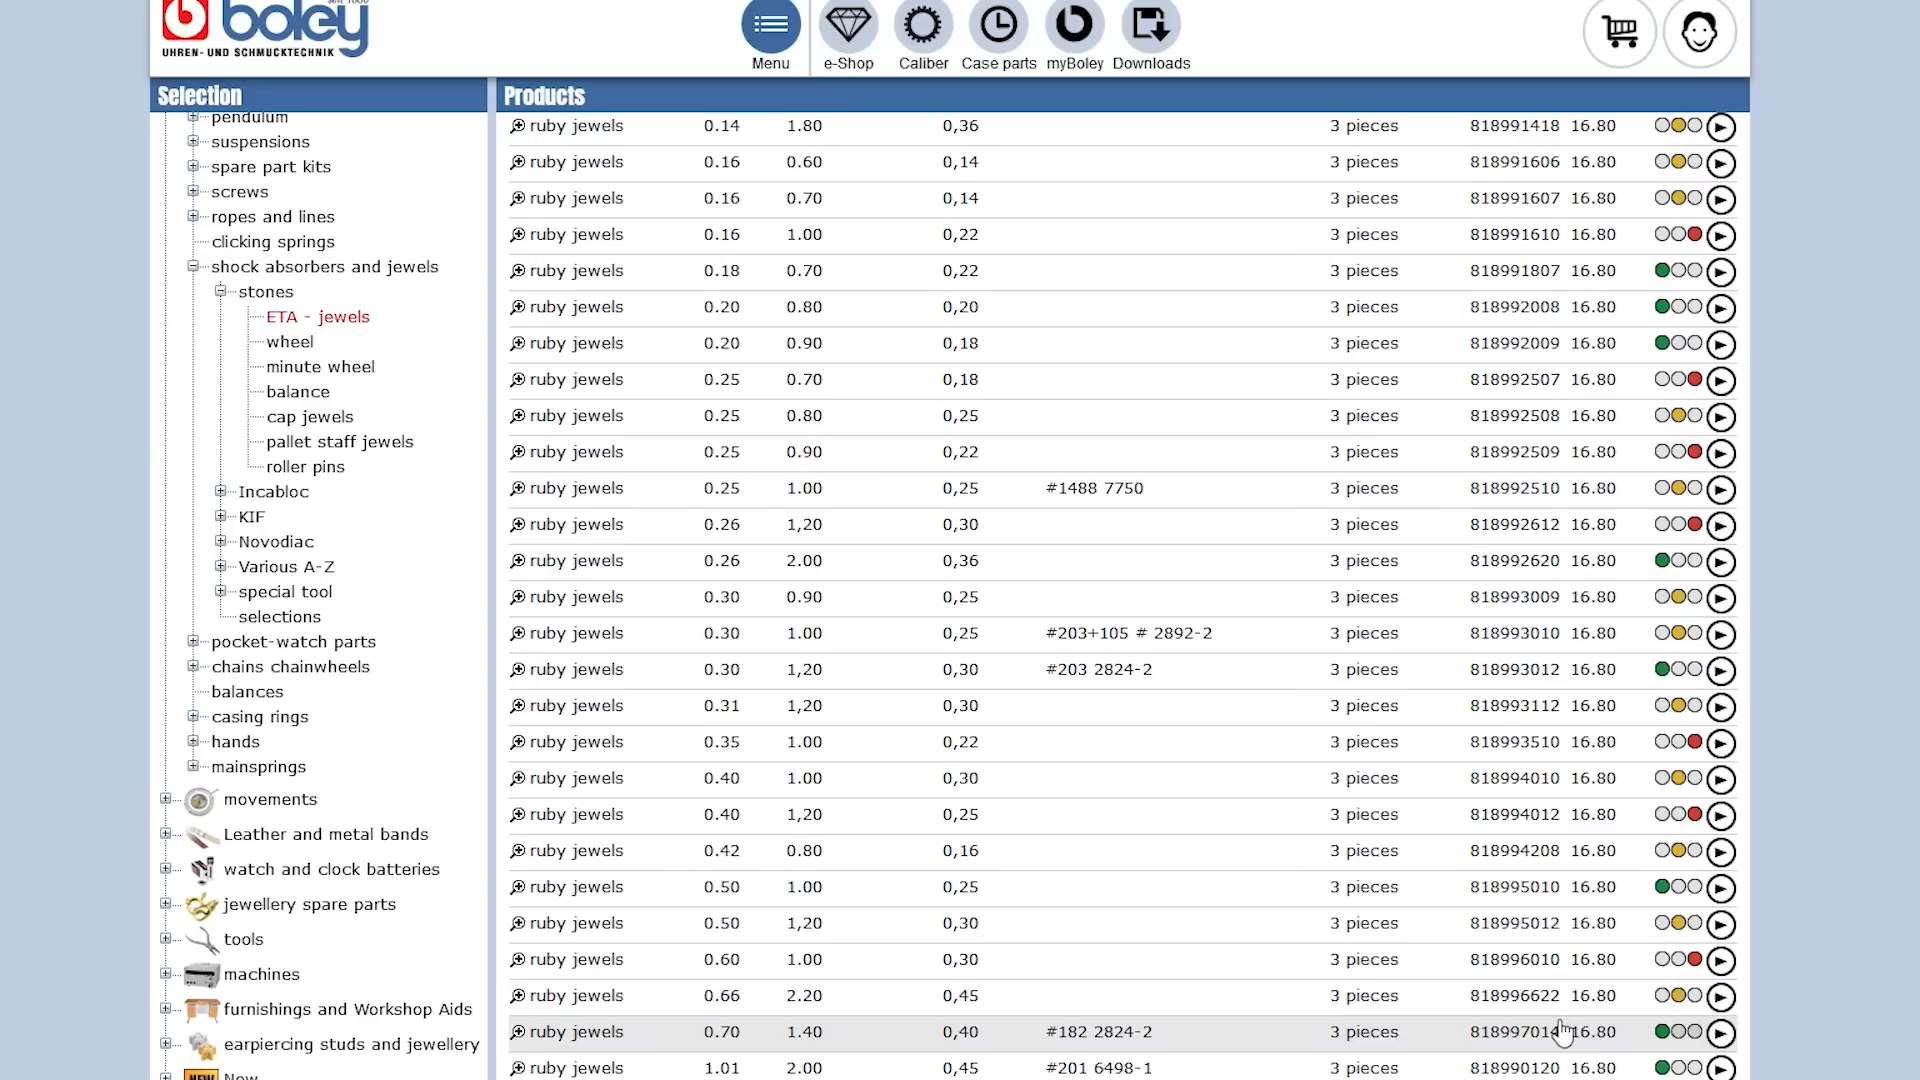 seit 1880
boley
UHREN- UND SCHMUCKTECHNIK
Menu
e-Shop
Caliber
Case parts
myBoley
Downloads
Selection
pendulum
suspensions
spare part kits
screws
ropes and lines
clicking springs
shock absorbers and jewels
stones
ETA - jewels
wheel
minute wheel
balance
cap jewels
pallet staff jewels
roller pins
Incabloc
KIF
Novodiac
Various A-Z
special tool
selections
pocket-watch parts
chains chainwheels
balances
casing rings
hands
mainsprings
movements
Leather and metal bands
watch and clock batteries
jewellery spare parts
tools
machines
furnishings and Workshop Aids
earpiercing studs and jewellery
NEW New
Products
ruby jewels 0.14 1.80 0,36 3 pieces 818991418 16.80
ruby jewels 0.16 0.60 0,14 3 pieces 818991606 16.80
ruby jewels 0.16 0.70 0,14 3 pieces 818991607 16.80
ruby jewels 0.16 1.00 0,22 3 pieces 818991610 16.80
ruby jewels 0.18 0.70 0,22 3 pieces 818991807 16.80
ruby jewels 0.20 0.80 0,20 3 pieces 818992008 16.80
ruby jewels 0.20 0.90 0,18 3 pieces 818992009 16.80
ruby jewels 0.25 0.70 0,18 3 pieces 818992507 16.80
ruby jewels 0.25 0.80 0,25 3 pieces 818992508 16.80
ruby jewels 0.25 0.90 0,22 3 pieces 818992509 16.80
ruby jewels 0.25 1.00 0,25 #1488 7750 3 pieces 818992510 16.80
ruby jewels 0.26 1,20 0,30 3 pieces 818992612 16.80
ruby jewels 0.26 2.00 0,36 3 pieces 818992620 16.80
ruby jewels 0.30 0.90 0,25 3 pieces 818993009 16.80
ruby jewels 0.30 1.00 0,25 #203+105 # 2892-2 3 pieces 818993010 16.80
ruby jewels 0.30 1,20 0,30 #203 2824-2 3 pieces 818993012 16.80
ruby jewels 0.31 1,20 0,30 3 pieces 818993112 16.80
ruby jewels 0.35 1.00 0,22 3 pieces 818993510 16.80
ruby jewels 0.40 1.00 0,30 3 pieces 818994010 16.80
ruby jewels 0.40 1,20 0,25 3 pieces 818994012 16.80
ruby jewels 0.42 0.80 0,16 3 pieces 818994208 16.80
ruby jewels 0.50 1.00 0,25 3 pieces 818995010 16.80
ruby jewels 0.50 1,20 0,30 3 pieces 818995012 16.80
ruby jewels 0.60 1.00 0,30 3 pieces 818996010 16.80
ruby jewels 0.66 2.20 0,45 3 pieces 818996622 16.80
ruby jewels 0.70 1.40 0,40 #182 2824-2 3 pieces 818997014 16.80
ruby jewels 1.01 2.00 0,45 #201 6498-1 3 pieces 818990120 16.80